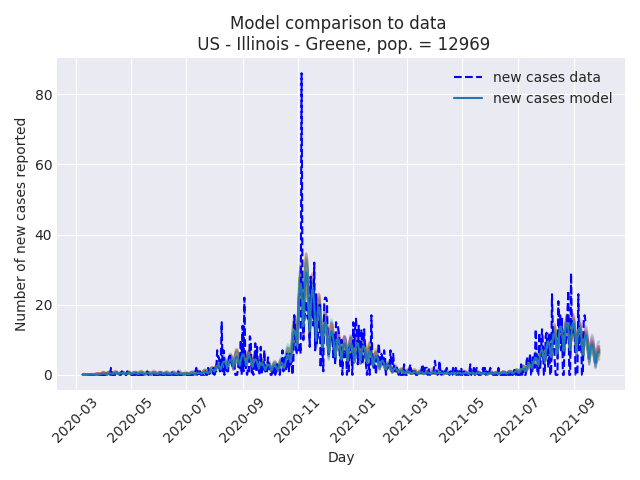 Model comparison to data
US - Illinois - Greene, pop. = 12969
new cases data
new cases model
Number of new cases reported
80
60
40
20
0
2020-03
2020-05
2020-07
2020-09
2020-11
2021-01
2021-03
2021-05
2021-07
2021-09
Day